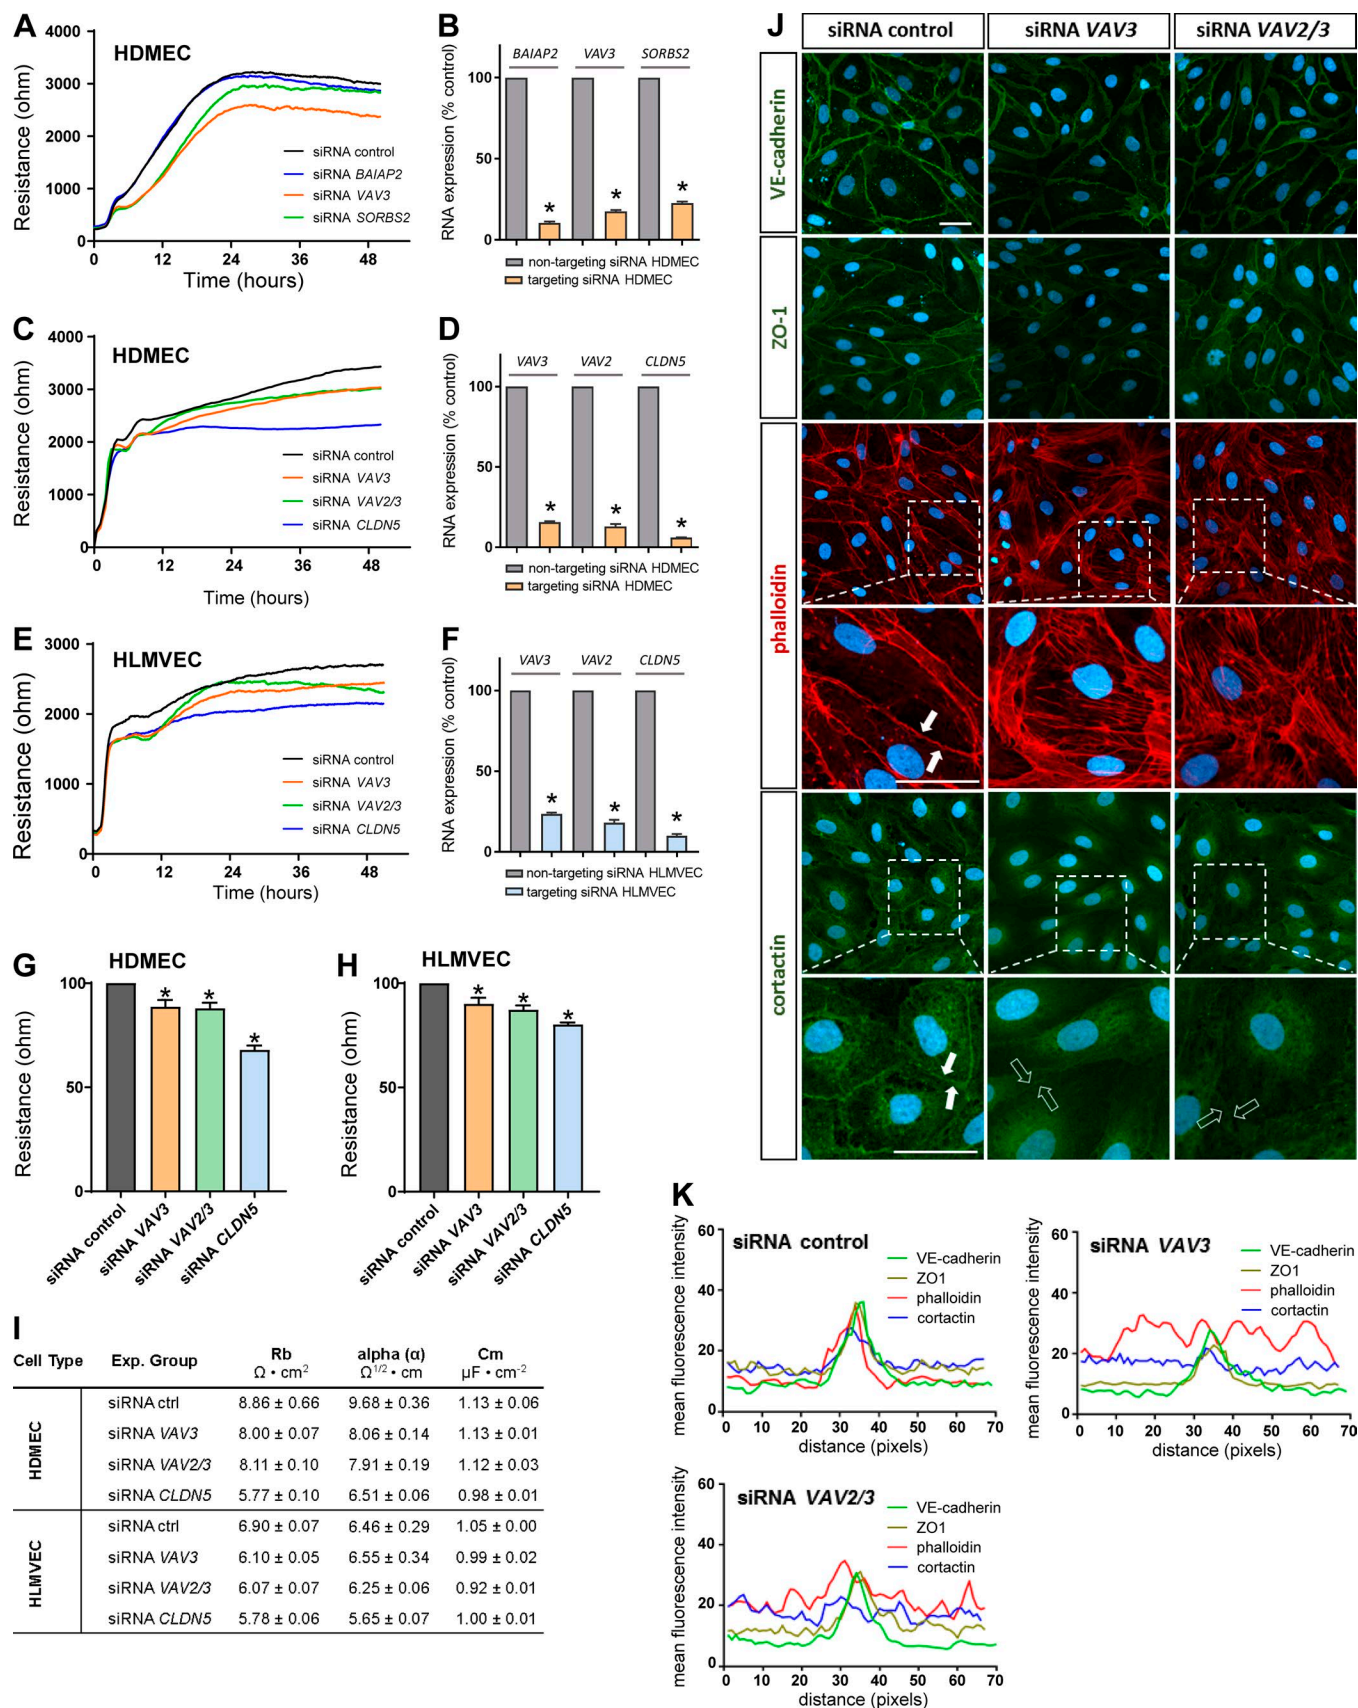 A
HDMEC
Resistance (ohm)
4000
3000
2000
1000
0
siRNA control
siRNA BAIAP2
siRNA VAV3
siRNA SORBS2
0 12 24 36 48
Time (hours)
B
RNA expression (% control)
BAIAP2 VAV3 SORBS2
100
50
0
* * *
non-targeting siRNA HDMEC
targeting siRNA HDMEC
C
HDMEC
Resistance (ohm)
4000
3000
2000
1000
0
siRNA control
siRNA VAV3
siRNA VAV2/3
siRNA CLDN5
0 12 24 36 48
Time (hours)
D
RNA expression (% control)
VAV3 VAV2 CLDN5
100
50
0
* * *
non-targeting siRNA HDMEC
targeting siRNA HDMEC
E
HLMVEC
Resistance (ohm)
3000
2000
1000
0
siRNA control
siRNA VAV3
siRNA VAV2/3
siRNA CLDN5
0 12 24 36 48
Time (hours)
F
RNA expression (% control)
VAV3 VAV2 CLDN5
100
50
0
* * *
non-targeting siRNA HLMVEC
targeting siRNA HLMVEC
G
HDMEC
Resistance (ohm)
100
50
0
* * *
siRNA control
siRNA VAV3
siRNA VAV2/3
siRNA CLDN5
H
HLMVEC
Resistance (ohm)
100
50
0
* * *
siRNA control
siRNA VAV3
siRNA VAV2/3
siRNA CLDN5
I
Cell Type Exp. Group Rb alpha (α) Cm
Ω • cm² Ω¹ᐟ² • cm µF • cm⁻²
HDMEC
siRNA ctrl 8.86 ± 0.66 9.68 ± 0.36 1.13 ± 0.06
siRNA VAV3 8.00 ± 0.07 8.06 ± 0.14 1.13 ± 0.01
siRNA VAV2/3 8.11 ± 0.10 7.91 ± 0.19 1.12 ± 0.03
siRNA CLDN5 5.77 ± 0.10 6.51 ± 0.06 0.98 ± 0.01
HLMVEC
siRNA ctrl 6.90 ± 0.07 6.46 ± 0.29 1.05 ± 0.00
siRNA VAV3 6.10 ± 0.05 6.55 ± 0.34 0.99 ± 0.02
siRNA VAV2/3 6.07 ± 0.07 6.25 ± 0.06 0.92 ± 0.01
siRNA CLDN5 5.78 ± 0.06 5.65 ± 0.07 1.00 ± 0.01
J
siRNA control siRNA VAV3 siRNA VAV2/3
VE-cadherin
ZO-1
phalloidin
cortactin
K
siRNA control
mean fluorescence intensity
60
40
20
0
VE-cadherin
ZO1
phalloidin
cortactin
0 10 20 30 40 50 60 70
distance (pixels)
siRNA VAV3
mean fluorescence intensity
60
40
20
0
VE-cadherin
ZO1
phalloidin
cortactin
0 10 20 30 40 50 60 70
distance (pixels)
siRNA VAV2/3
mean fluorescence intensity
60
40
20
0
VE-cadherin
ZO1
phalloidin
cortactin
0 10 20 30 40 50 60 70
distance (pixels)